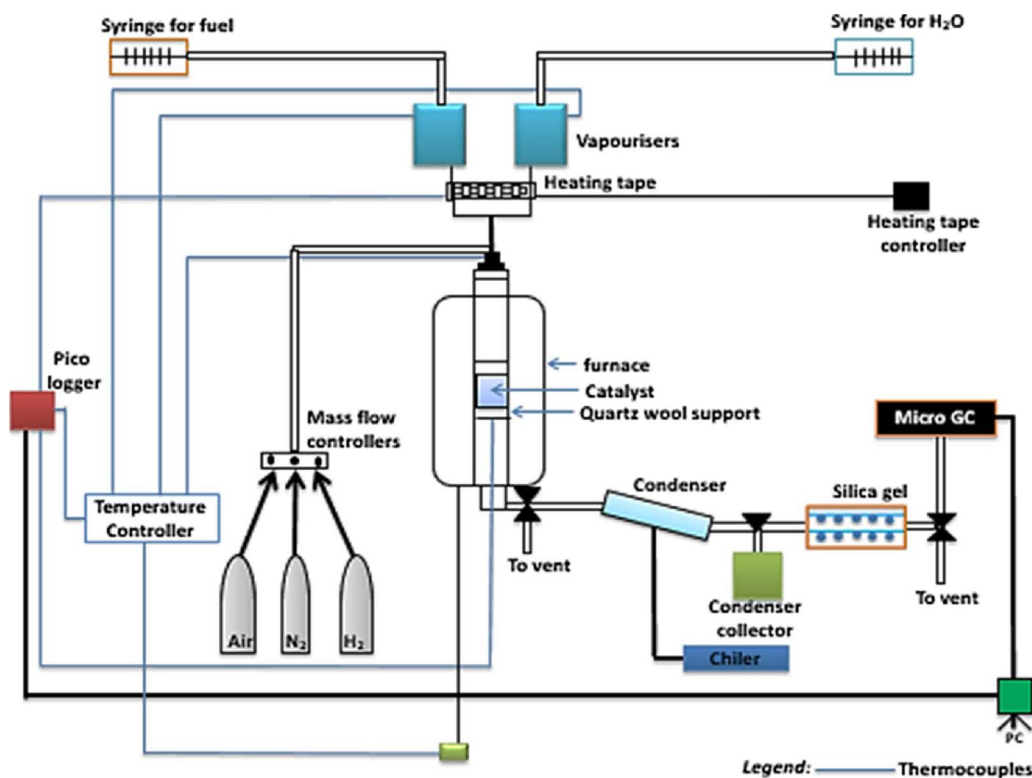 Syringe for fuel
Syringe for H₂O
Vapourisers
Heating tape
Heating tape
controller
Pico
logger
furnace
Catalyst
Quartz wool support
Mass flow
controllers
Micro GC
Condenser
Silica gel
Temperature
Controller
To vent
To vent
Condenser
collector
Air
N₂
H₂
Chiler
PC
Legend:
Thermocouples